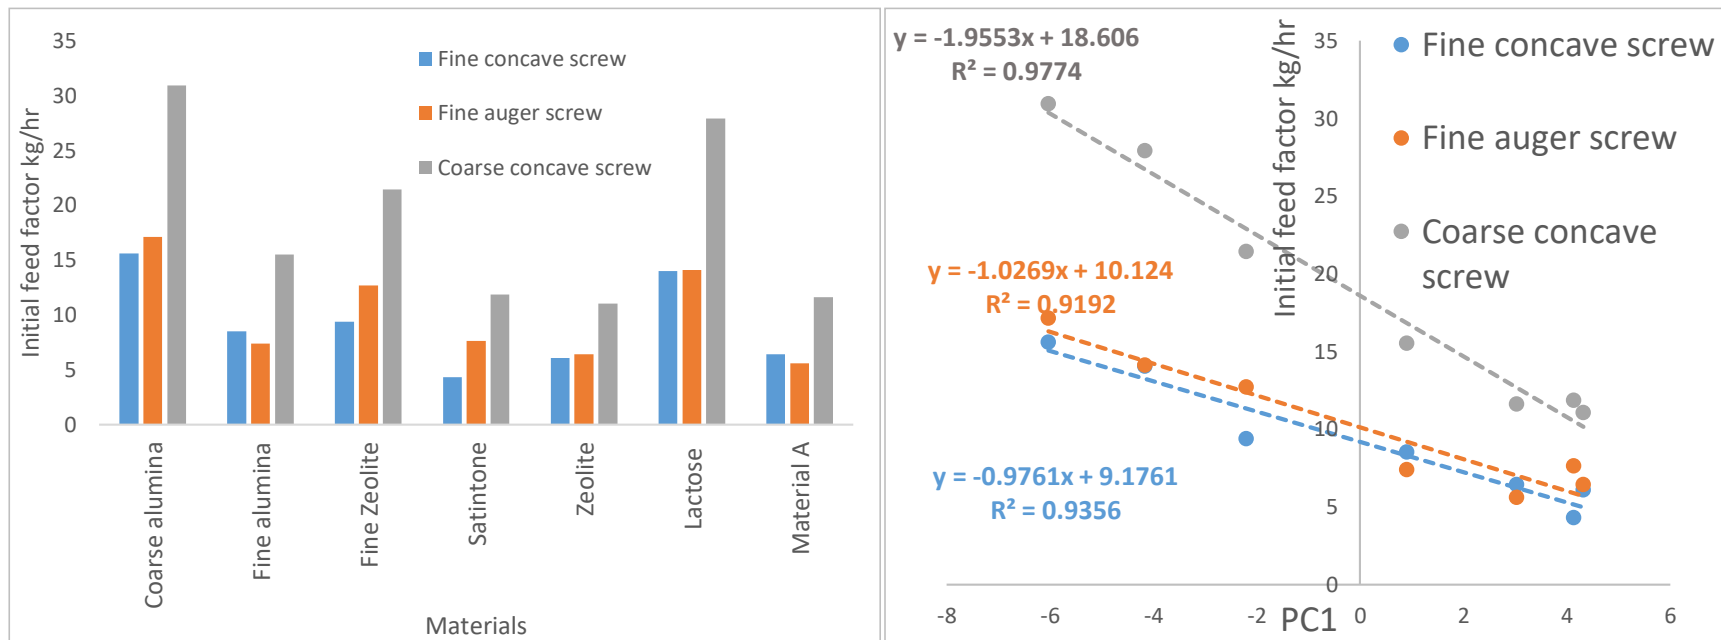 35
30
25
20
15
10
5
0
Initial feed factor kg/hr
Fine concave screw
Fine auger screw
Coarse concave screw
Coarse alumina
Fine alumina
Fine Zeolite
Satintone
Zeolite
Lactose
Material A
Materials
y = -1.9553x + 18.606
R² = 0.9774
y = -1.0269x + 10.124
R² = 0.9192
y = -0.9761x + 9.1761
R² = 0.9356
Initial feed factor kg/hr
35
30
25
20
15
10
5
0
Fine concave screw
Fine auger screw
Coarse concave
screw
-8 -6 -4 -2 0 2 4 6
PC1